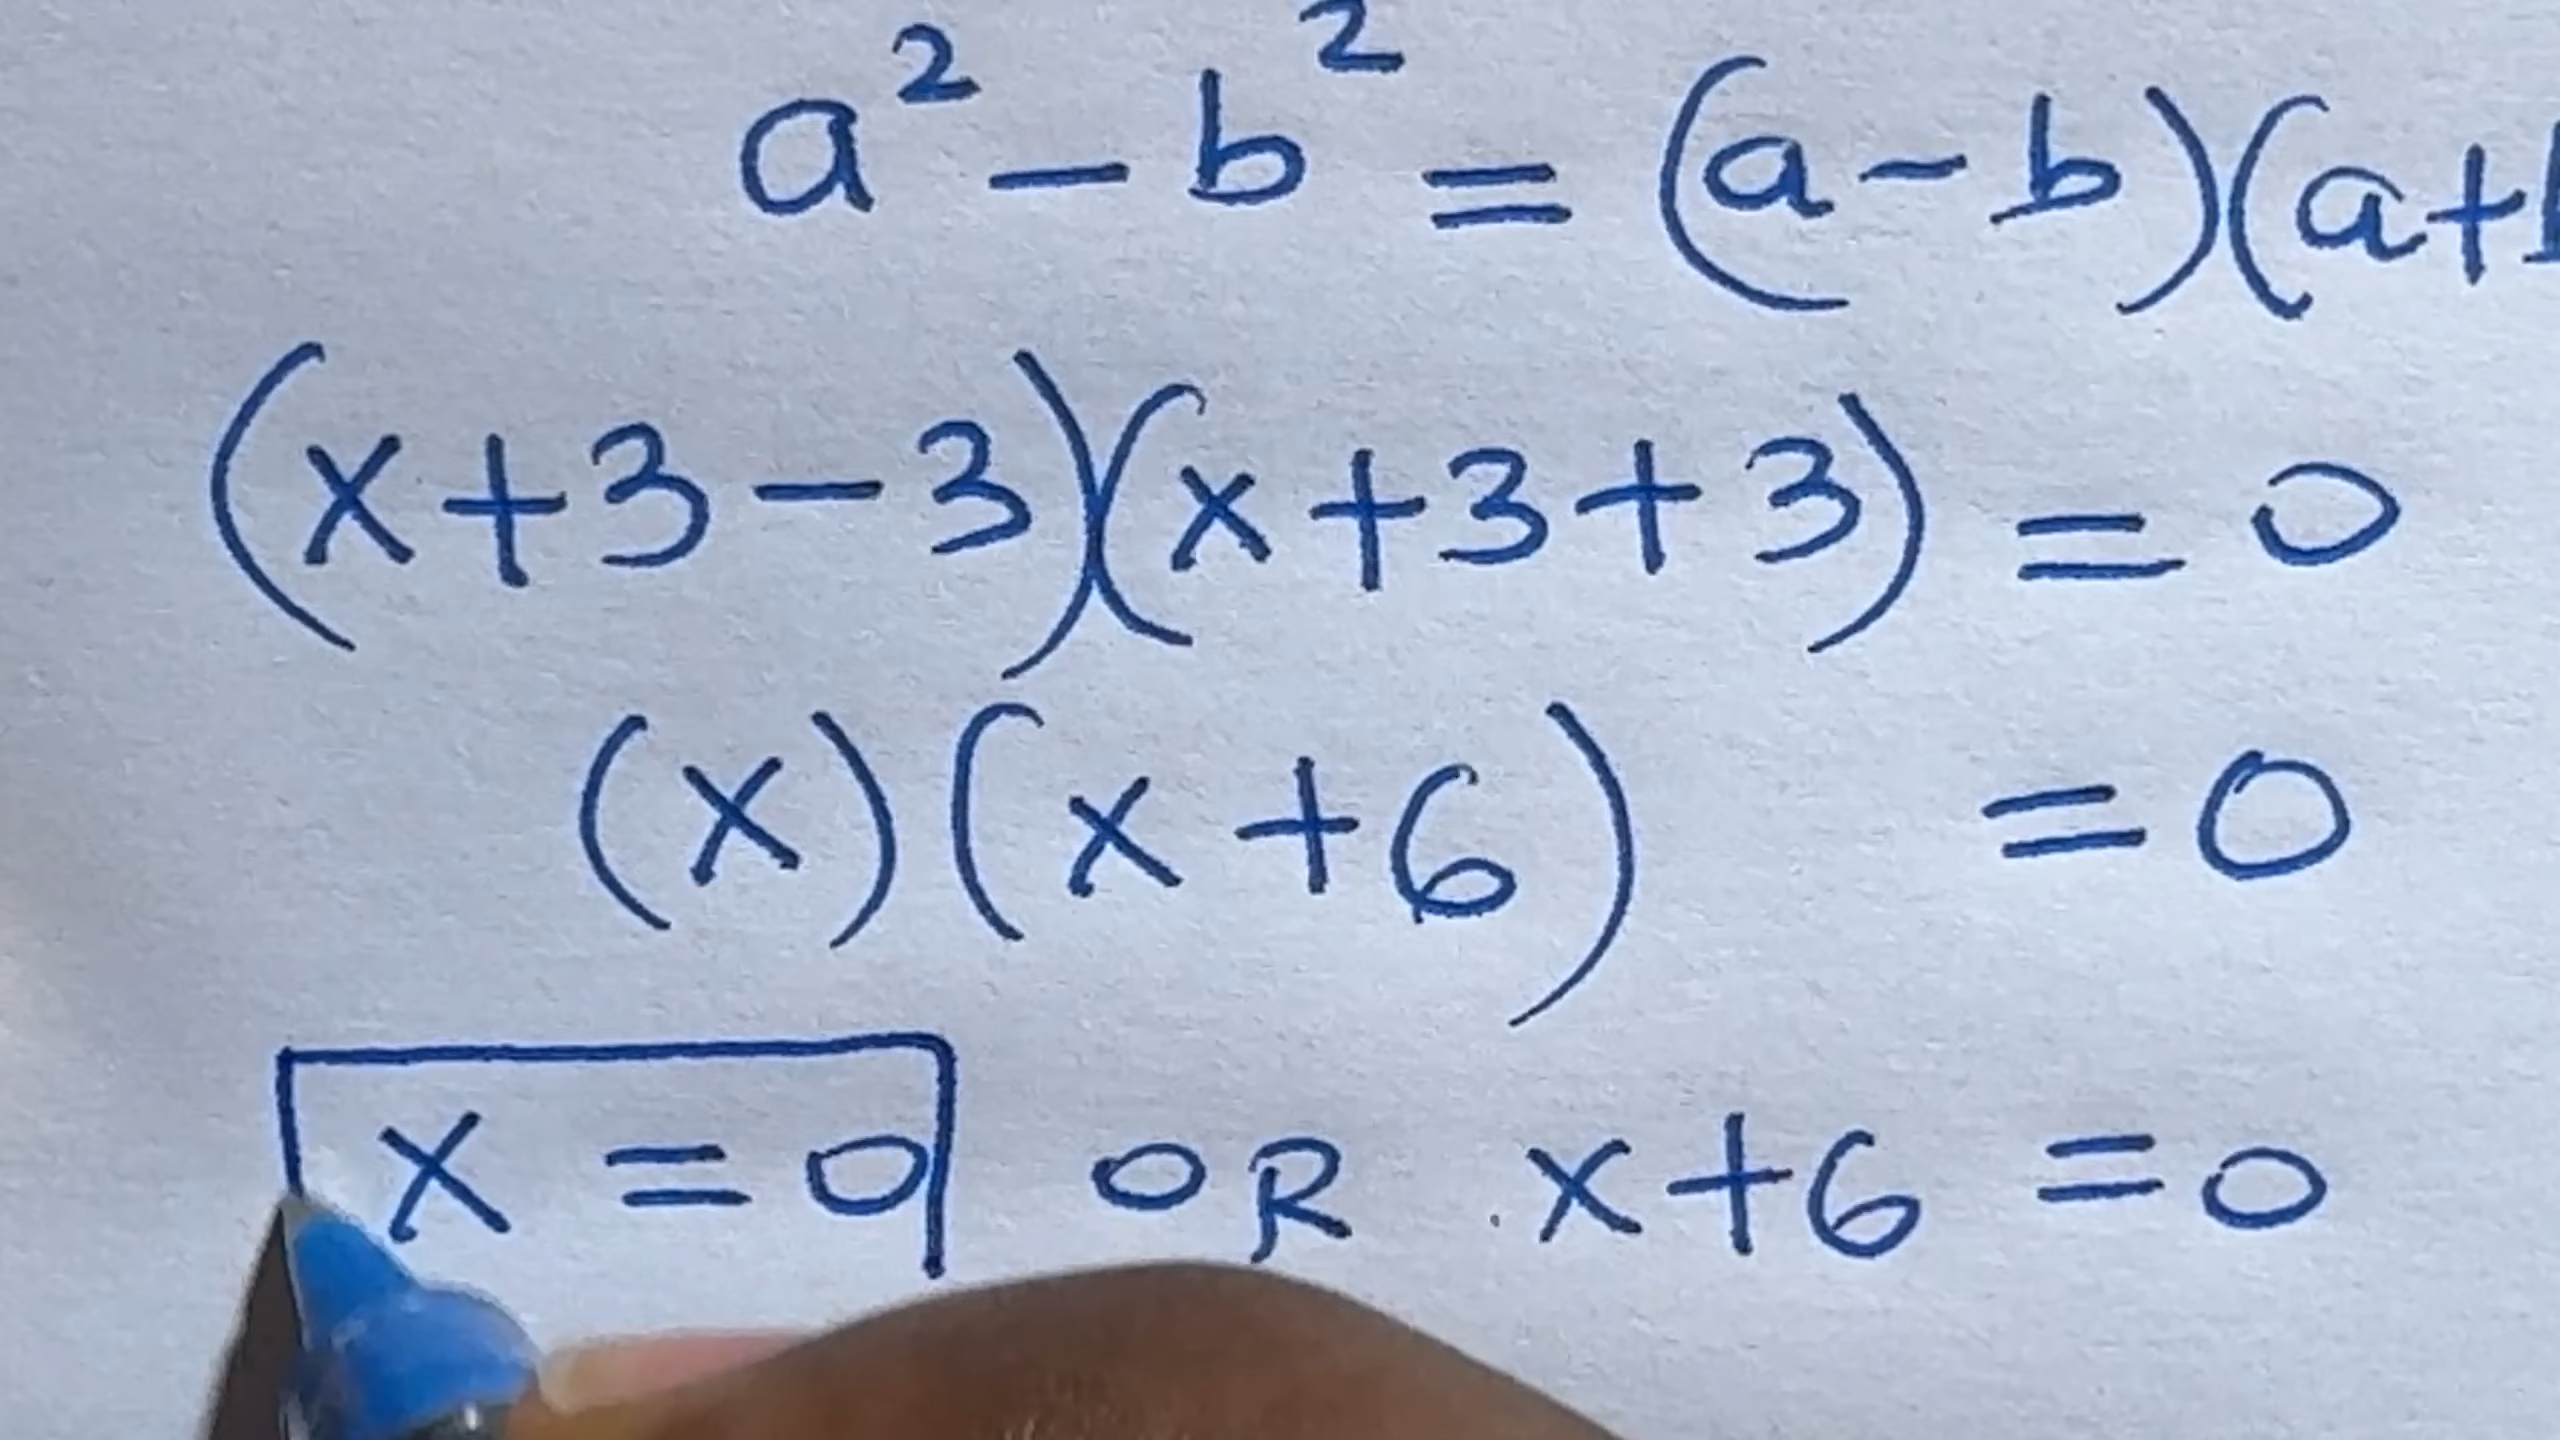 a² - b² = (a - b)(a+
(x+3-3)(x+3+3) = 0
(x)(x+6) = 0
x = 0 OR x+6 = 0